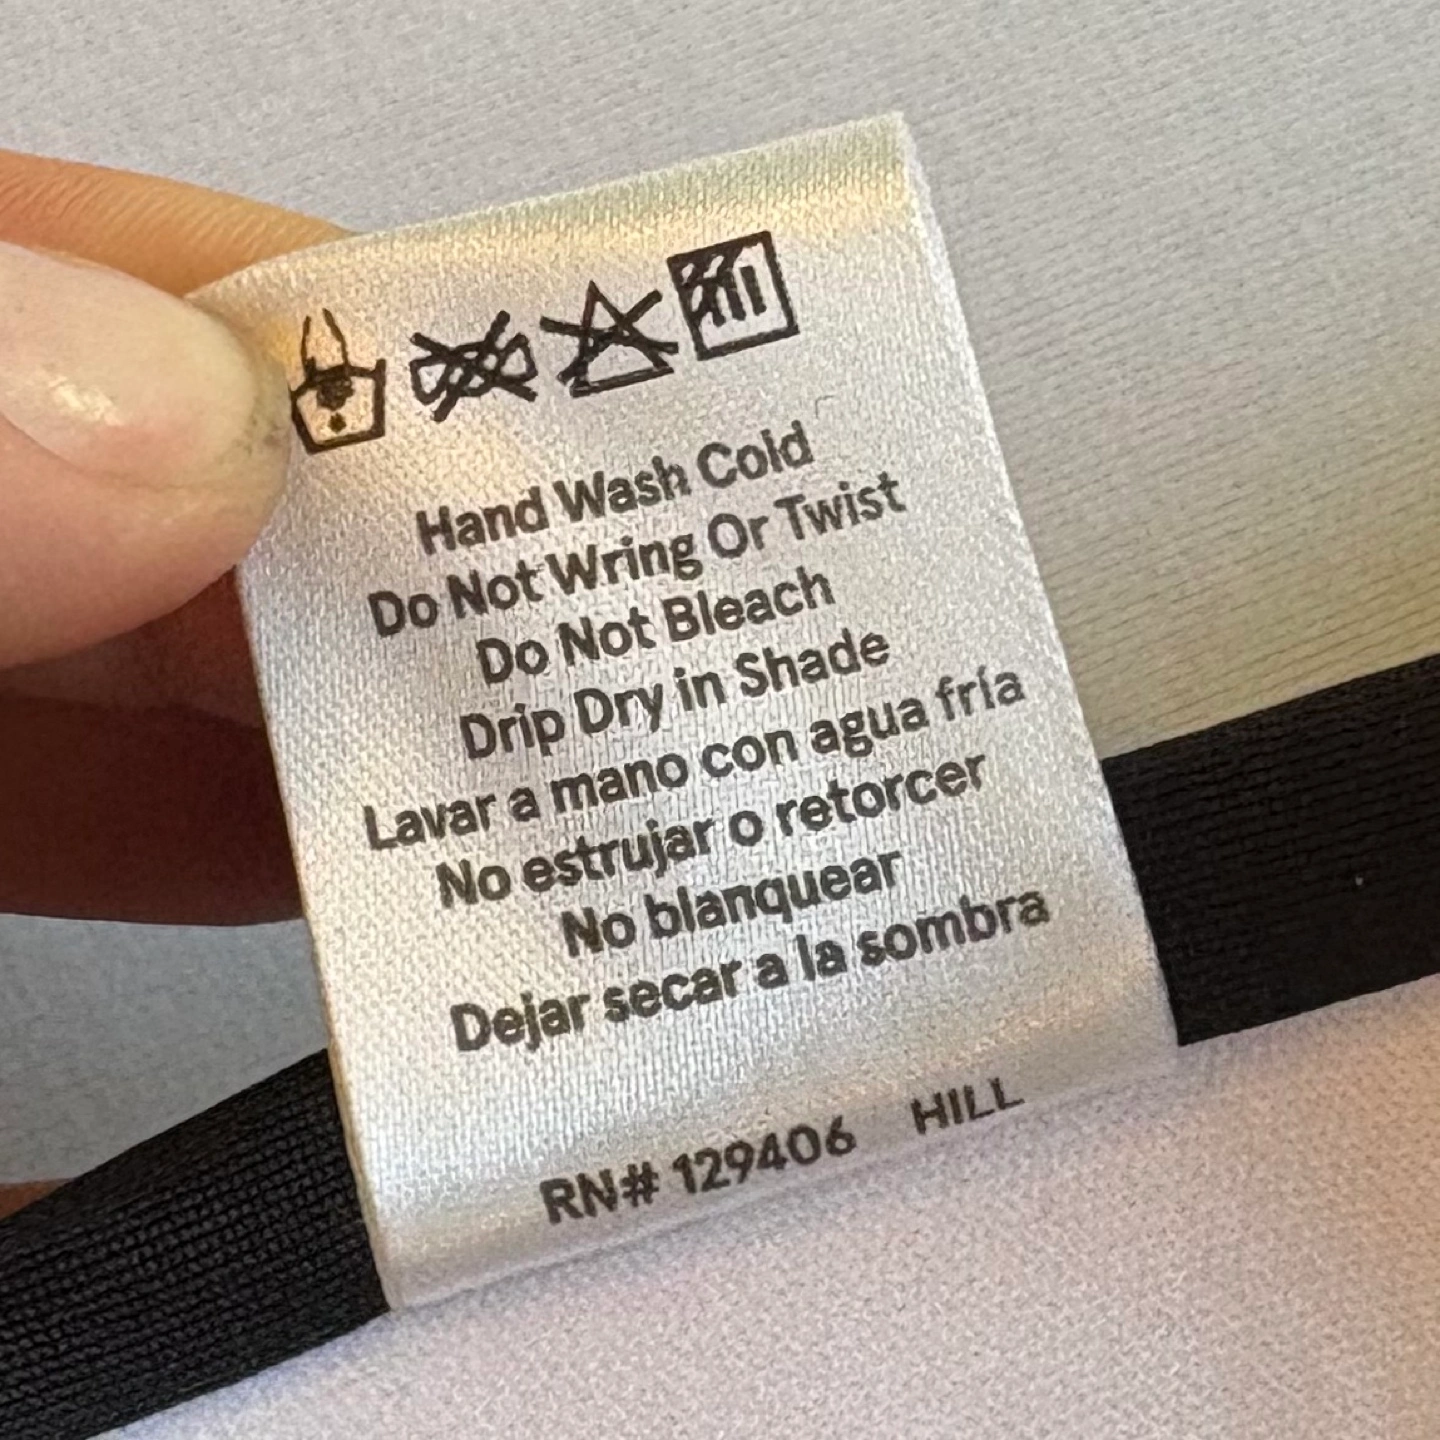 Hand Wash Cold
Do Not Wring Or Twist
Do Not Bleach
Drip Dry in Shade
Lavar a mano con agua fría
No estrujar o retorcer
No blanquear
Dejar secar a la sombra
RN# 129406 HILL